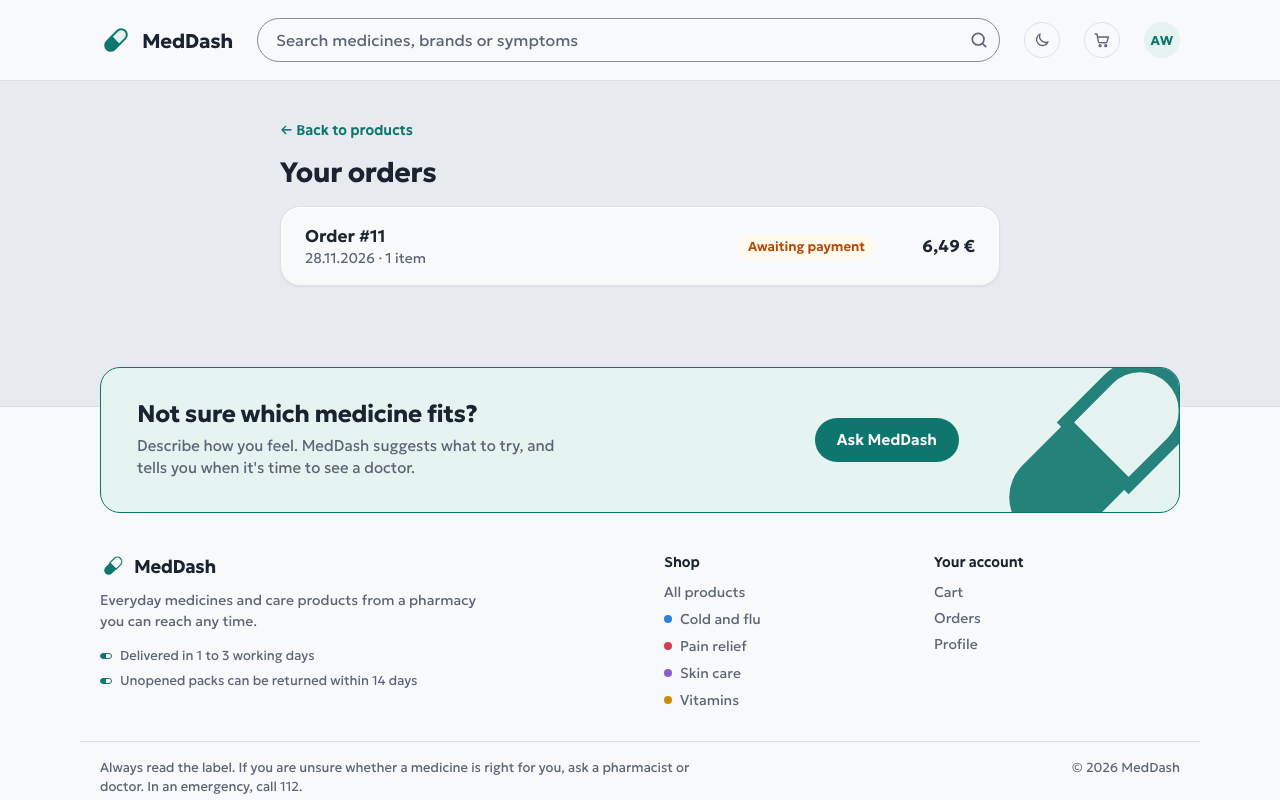 MedDash
Search medicines, brands or symptoms
AW
← Back to products
Your orders
Order #11
28.11.2026 · 1 item
Awaiting payment
6,49 €
Not sure which medicine fits?
Describe how you feel. MedDash suggests what to try, and
tells you when it's time to see a doctor.
Ask MedDash
MedDash
Everyday medicines and care products from a pharmacy
you can reach any time.
Delivered in 1 to 3 working days
Unopened packs can be returned within 14 days
Shop
All products
Cold and flu
Pain relief
Skin care
Vitamins
Your account
Cart
Orders
Profile
Always read the label. If you are unsure whether a medicine is right for you, ask a pharmacist or
doctor. In an emergency, call 112.
© 2026 MedDash